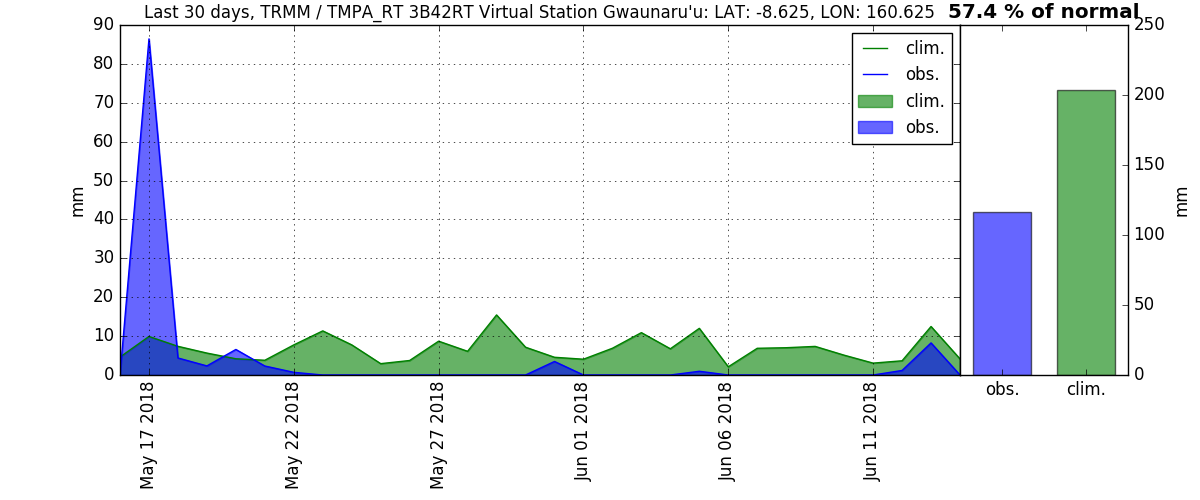 Last 30 days, TRMM / TMPA_RT 3B42RT Virtual Station Gwaunaru'u: LAT: -8.625, LON: 160.625 57.4 % of normal
90
80
70
60
50
40
30
20
10
0
mm
clim.
obs.
clim.
obs.
250
200
150
100
50
0
mm
May 17 2018
May 22 2018
May 27 2018
Jun 01 2018
Jun 06 2018
Jun 11 2018
obs.
clim.